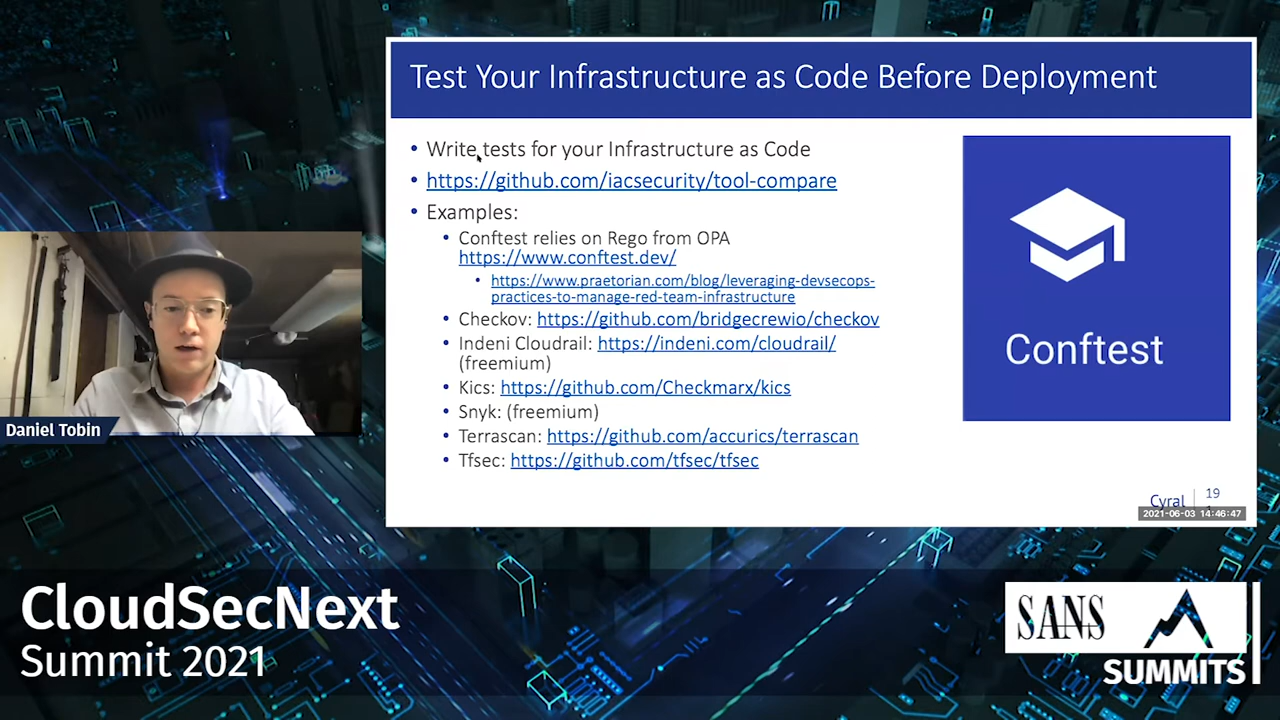 Test Your Infrastructure as Code Before Deployment
Write tests for your Infrastructure as Code
https://github.com/iacsecurity/tool-compare
Examples:
Conftest relies on Rego from OPA
https://www.conftest.dev/
https://www.praetorian.com/blog/leveraging-devsecops-
practices-to-manage-red-team-infrastructure
Checkov: https://github.com/bridgecrewio/checkov
Indeni Cloudrail: https://indeni.com/cloudrail/
(freemium)
Kics: https://github.com/Checkmarx/kics
Snyk: (freemium)
Terrascan: https://github.com/accurics/terrascan
Tfsec: https://github.com/tfsec/tfsec
Conftest
Cyral 19
2021-06-03 14:46:47
Daniel Tobin
CloudSecNext
Summit 2021
SANS
SUMMITS